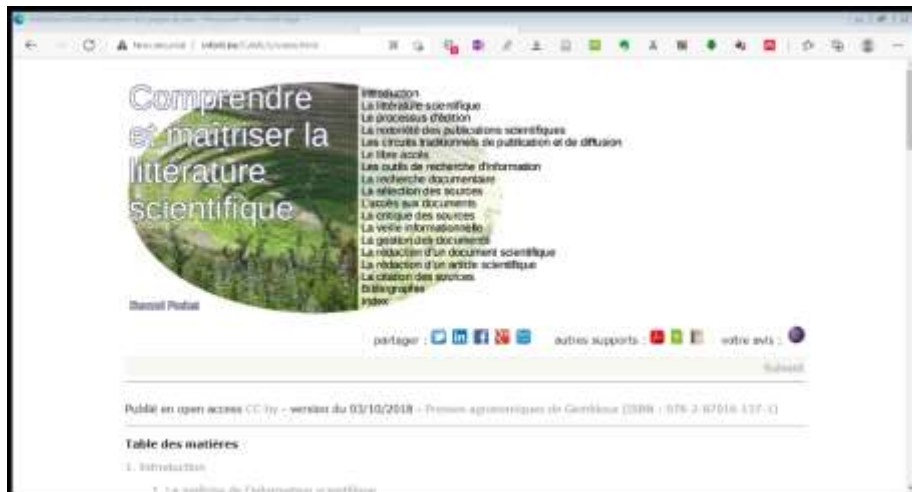 Comprendre
et maîtriser la
littérature
scientifique
Introduction
La littérature scientifique
Le processus d'édition
La notoriété des publications scientifiques
Les circuits traditionnels de publication et de diffusion
Le libre accès
Les outils de recherche d'information
La recherche documentaire
La sélection des sources
L'accès aux documents
La critique des sources
La veille informationnelle
La gestion des documents
La rédaction d'un document scientifique
La rédaction d'un article scientifique
La citation des sources
Bibliographie
Index
partager :
autres supports :
votre avis :
Suivant
Publié en open access CC-by - version du 03/10/2018 - Presses agronomiques de Gembloux (ISBN : 978-2-87016-137-1)
Table des matières
1. Introduction